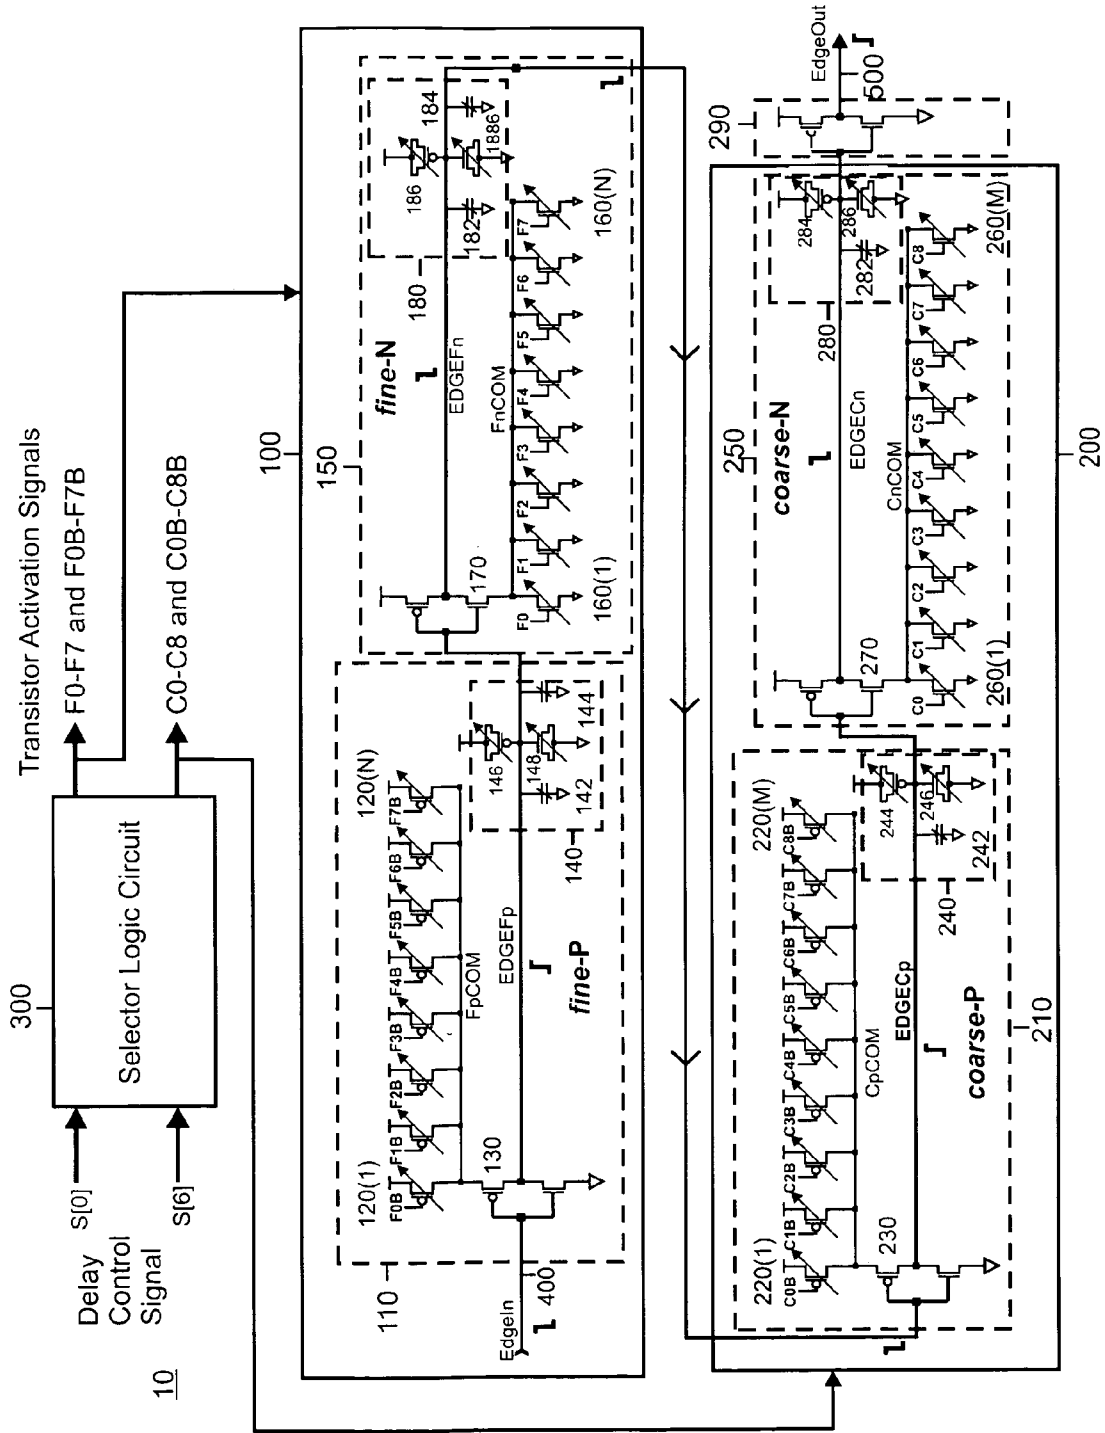 10
Delay
Control
Signal
S[0]
S[6]
300
Selector Logic Circuit
Transistor Activation Signals
F0-F7 and F0B-F7B
C0-C8 and C0B-C8B
100
110
120(1)
120(N)
F0B
F1B
F2B
F3B
F4B
F5B
F6B
F7B
FpCOM
130
EdgeIn
400
EDGEFp
fine-P
140
146
148
142
144
150
fine-N
EDGEFn
170
FnCOM
F0
F1
F2
F3
F4
F5
F6
F7
160(1)
160(N)
180
186
184
182
1886
200
210
220(1)
220(M)
C0B
C1B
C2B
C3B
C4B
C5B
C6B
C7B
C8B
CpCOM
230
EDGECp
coarse-P
240
244
246
242
250
coarse-N
EDGECn
270
CnCOM
C0
C1
C2
C3
C4
C5
C6
C7
C8
260(1)
260(M)
280
284
286
282
290
EdgeOut
500